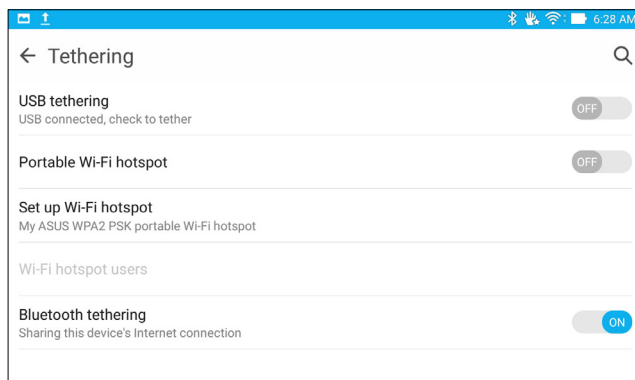 6:28 AM
Tethering
USB tethering
OFF
USB connected, check to tether
Portable Wi-Fi hotspot
OFF
Set up Wi-Fi hotspot
My ASUS WPA2 PSK portable Wi-Fi hotspot
Wi-Fi hotspot users
Bluetooth tethering
ON
Sharing this device's Internet connection